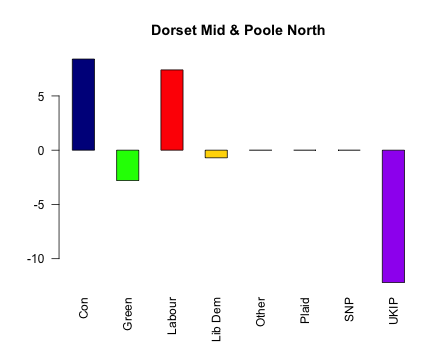 Dorset Mid & Poole North
5
0
-5
-10
Con
Green
Labour
Lib Dem
Other
Plaid
SNP
UKIP